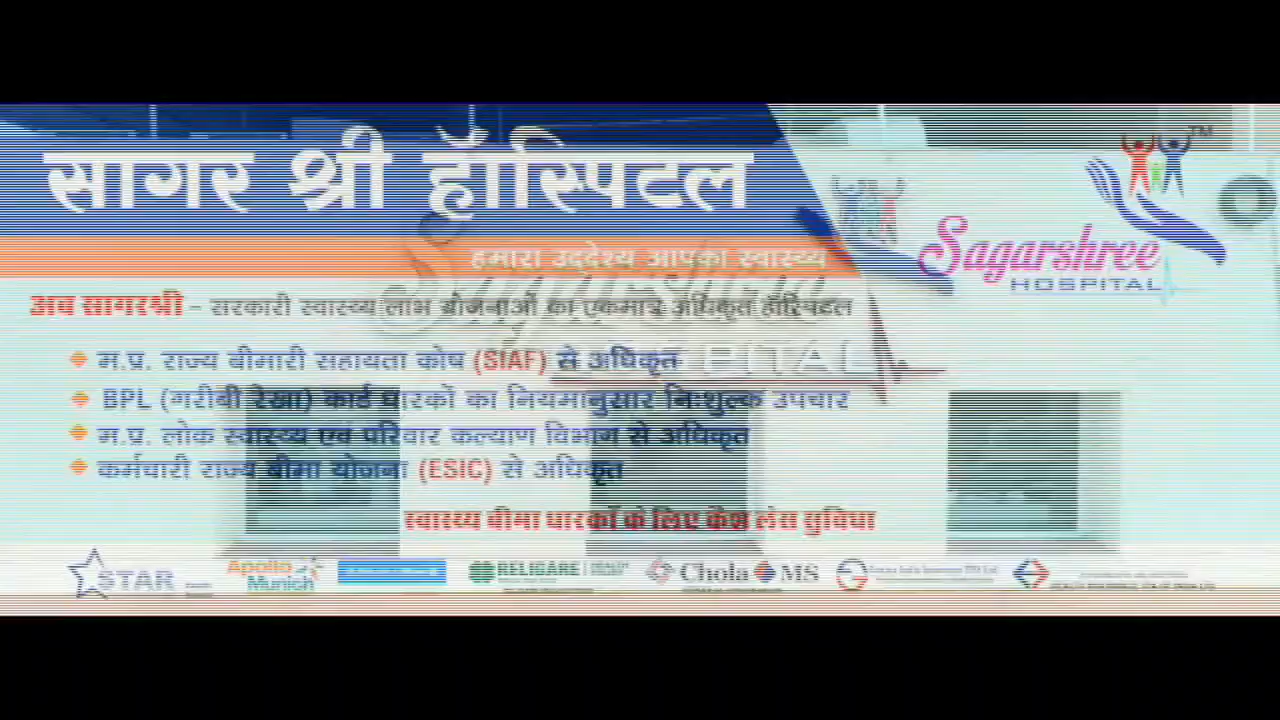 सागर श्री हॉस्पिटल
TM
Sagarshree
HOSPITAL
हमारा उद्देश्य आपका स्वास्थ्य
अब सागरश्री - सरकारी स्वास्थ्य लाभ योजनाओं का एकमात्र अधिकृत हॉस्पिटल
म.प्र. राज्य बीमारी सहायता कोष (SIAF) से अधिकृत
BPL (गरीबी रेखा) कार्ड धारकों का नियमानुसार निःशुल्क उपचार
म.प्र. लोक स्वास्थ्य एवं परिवार कल्याण विभाग से अधिकृत
कर्मचारी राज्य बीमा योजना (ESIC) से अधिकृत
स्वास्थ्य बीमा धारकों के लिए कैश लेस सुविधा
STAR
Apollo
Munich
RELIGARE
Chola MS